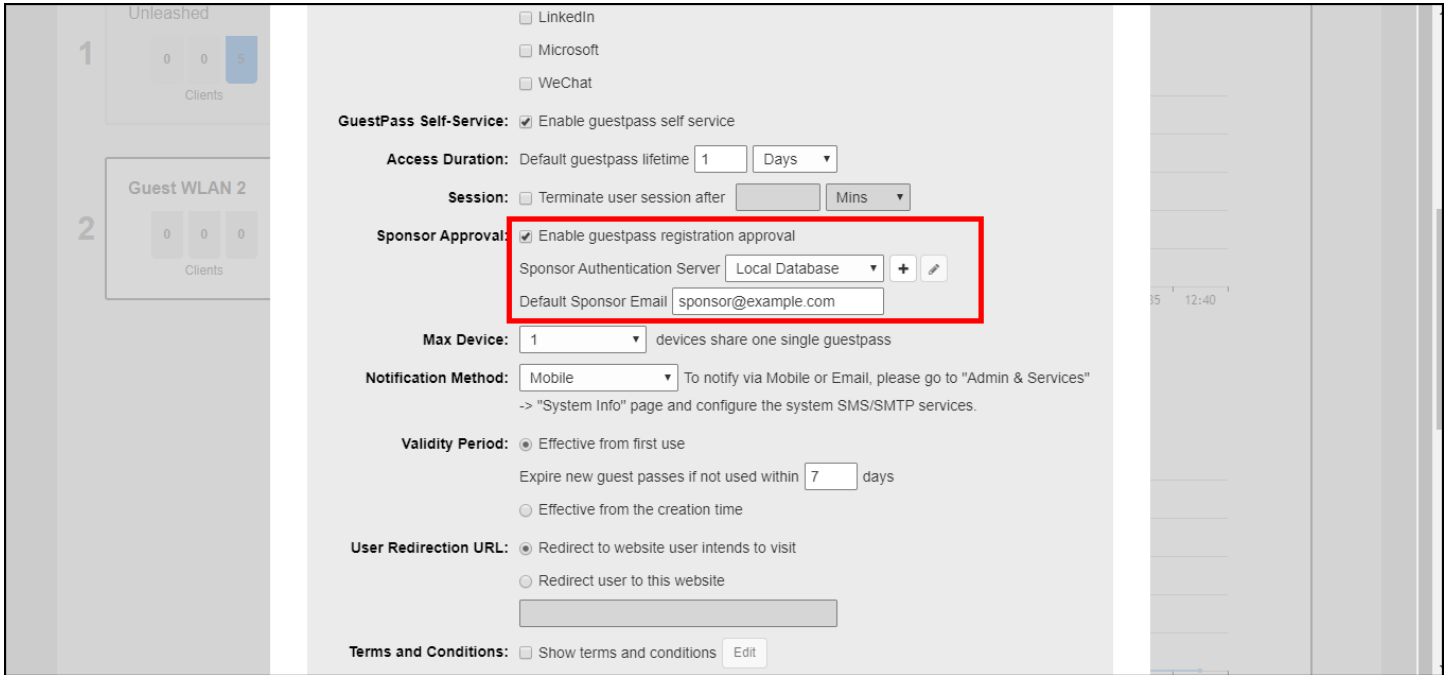 Unleashed
1
0 0 5
Clients
Guest WLAN 2
2
0 0 0
Clients
LinkedIn
Microsoft
WeChat
GuestPass Self-Service: Enable guestpass self service
Access Duration: Default guestpass lifetime 1 Days
Session: Terminate user session after Mins
Sponsor Approval: Enable guestpass registration approval
Sponsor Authentication Server Local Database +
Default Sponsor Email sponsor@example.com
Max Device: 1 devices share one single guestpass
Notification Method: Mobile To notify via Mobile or Email, please go to "Admin & Services"
-> "System Info" page and configure the system SMS/SMTP services.
Validity Period: Effective from first use
Expire new guest passes if not used within 7 days
Effective from the creation time
User Redirection URL: Redirect to website user intends to visit
Redirect user to this website
Terms and Conditions: Show terms and conditions Edit
12:40